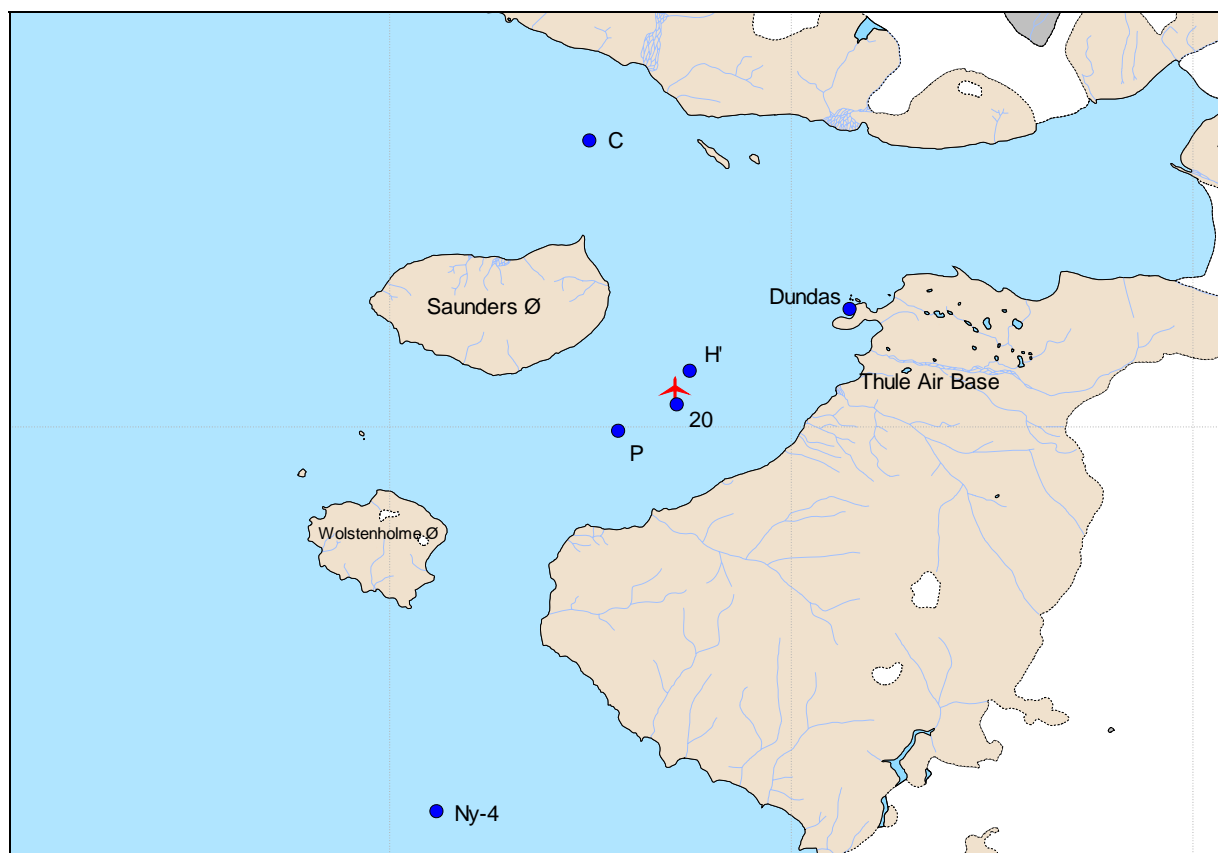 C
Dundas
Saunders Ø
H'
Thule Air Base
20
P
Wolstenholme Ø
Ny-4